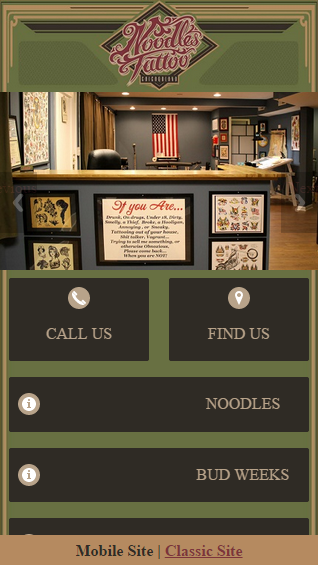 Noodles
Tattoo
CHICAGOLAND
If you Are...
Drunk, On drugs, Under 18, Dirty,
Smelly, a Thief, Broke, a Hooligan,
Annoying, or Sneaky,
Tattooing out of your house,
Shit talker, Vagrant...
Trying to sell me something, or
otherwise Obnoxious,
Please come back...
When you are NOT!
CALL US
FIND US
NOODLES
BUD WEEKS
Mobile Site | Classic Site